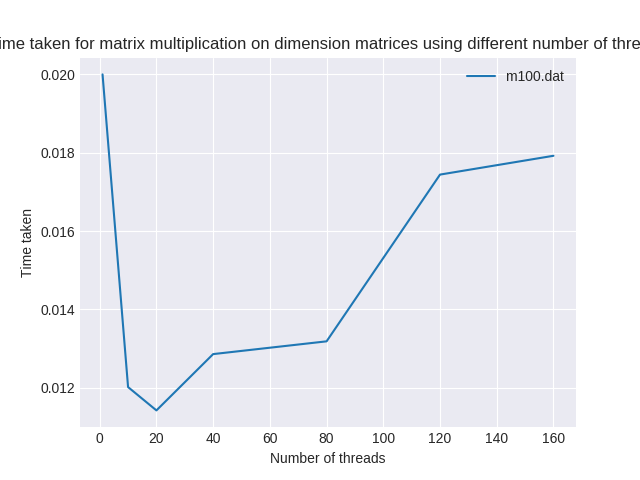 ime taken for matrix multiplication on dimension matrices using different number of thre
m100.dat
0.020
0.018
0.016
0.014
0.012
Time taken
0 20 40 60 80 100 120 140 160
Number of threads